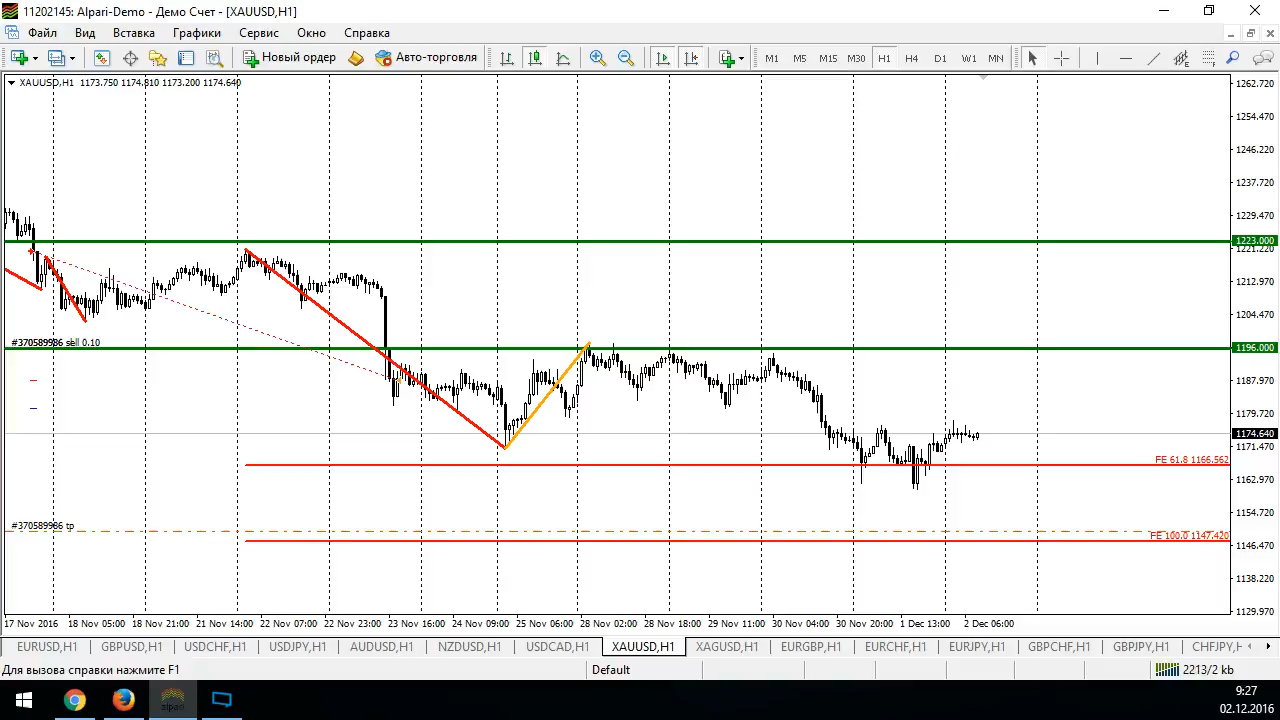 11202145: Alpari-Demo - Демо Счет - [XAUUSD,H1]
Файл Вид Вставка Графики Сервис Окно Справка
Новый ордер Авто-торговля M1 M5 M15 M30 H1 H4 D1 W1 MN
XAUUSD,H1 1173.750 1174.810 1173.200 1174.640
1262.720
1254.470
1246.220
1237.720
1229.470
1223.000
1221.220
1212.970
1204.470
#370589986 sell 0.10
1196.000
1187.970
1179.720
1174.640
1171.470
FE 61.8 1166.562
1162.970
1154.720
#370589986 tp
FE 100.0 1147.420
1146.470
1138.220
1129.970
17 Nov 2016 18 Nov 05:00 18 Nov 21:00 21 Nov 14:00 22 Nov 07:00 22 Nov 23:00 23 Nov 16:00 24 Nov 09:00 25 Nov 06:00 28 Nov 02:00 28 Nov 18:00 29 Nov 11:00 30 Nov 04:00 30 Nov 20:00 1 Dec 13:00 2 Dec 06:00
EURUSD,H1 GBPUSD,H1 USDCHF,H1 USDJPY,H1 AUDUSD,H1 NZDUSD,H1 USDCAD,H1 XAUUSD,H1 XAGUSD,H1 EURGBP,H1 EURCHF,H1 EURJPY,H1 GBPCHF,H1 GBPJPY,H1 CHFJPY,H
Для вызова справки нажмите F1 Default 2213/2 kb
alpari
9:27
02.12.2016